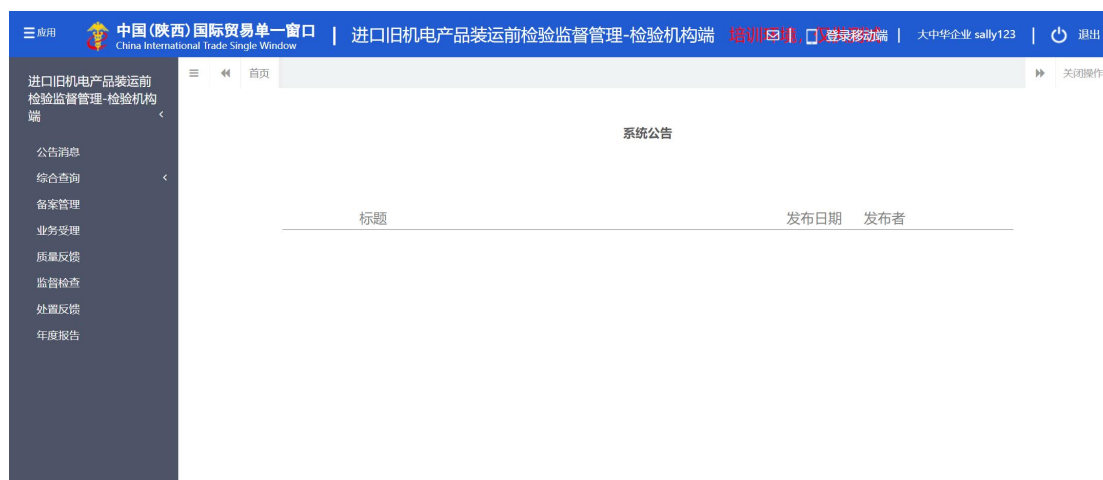 应用
中国(陕西)国际贸易单一窗口
China International Trade Single Window
进口旧机电产品装运前检验监督管理-检验机构端
登录移动端
大中华企业 sally123
退出
进口旧机电产品装运前
检验监督管理-检验机构
端
首页
关闭操作
系统公告
公告消息
综合查询
备案管理
业务受理
质量反馈
监督检查
处置反馈
年度报告
标题 发布日期 发布者